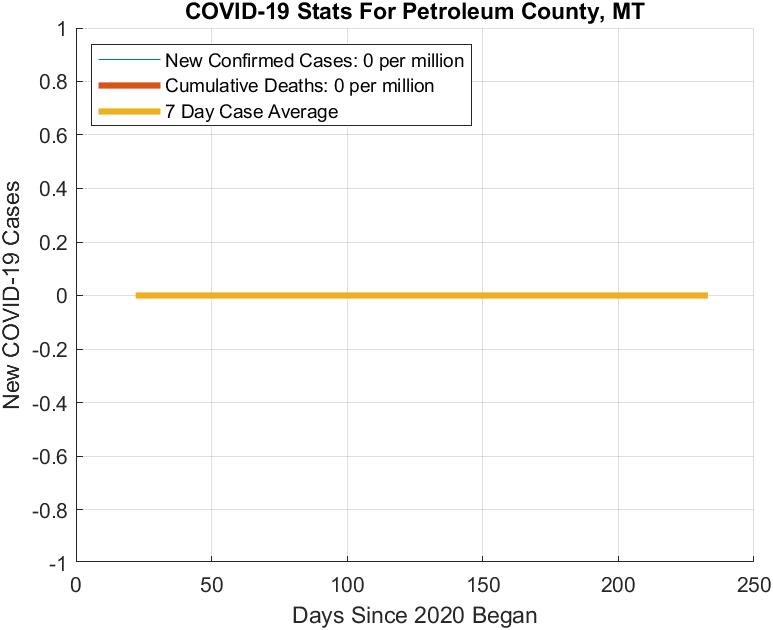 COVID-19 Stats For Petroleum County, MT
1
New Confirmed Cases: 0 per million
0.8
Cumulative Deaths: 0 per million
7 Day Case Average
0.6
0.4
0.2
0
-0.2
-0.4
-0.6
-0.8
-1
New COVID-19 Cases
0 50 100 150 200 250
Days Since 2020 Began